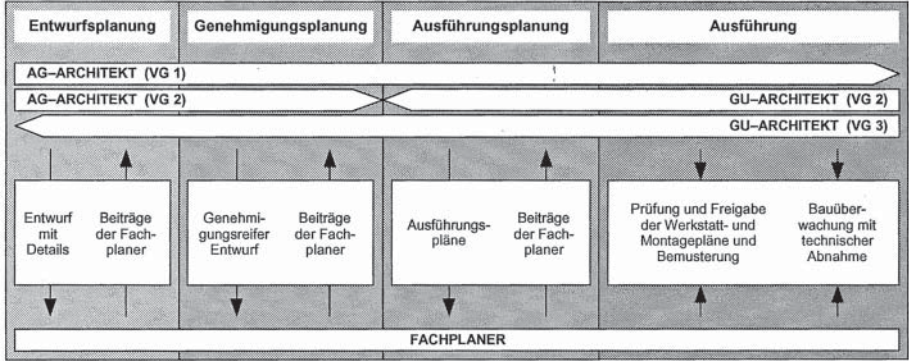 Entwurfsplanung
Genehmigungsplanung
Ausführungsplanung
Ausführung
AG–ARCHITEKT (VG 1)
AG–ARCHITEKT (VG 2)
GU–ARCHITEKT (VG 2)
GU–ARCHITEKT (VG 3)
Entwurf
mit
Details
Beiträge
der Fach-
planer
Genehmi-
gungsreifer
Entwurf
Beiträge
der Fach-
planer
Ausführungs-
pläne
Beiträge
der Fach-
planer
Prüfung und Freigabe
der Werkstatt- und
Montagepläne und
Bemusterung
Bauüber-
wachung mit
technischer
Abnahme
FACHPLANER